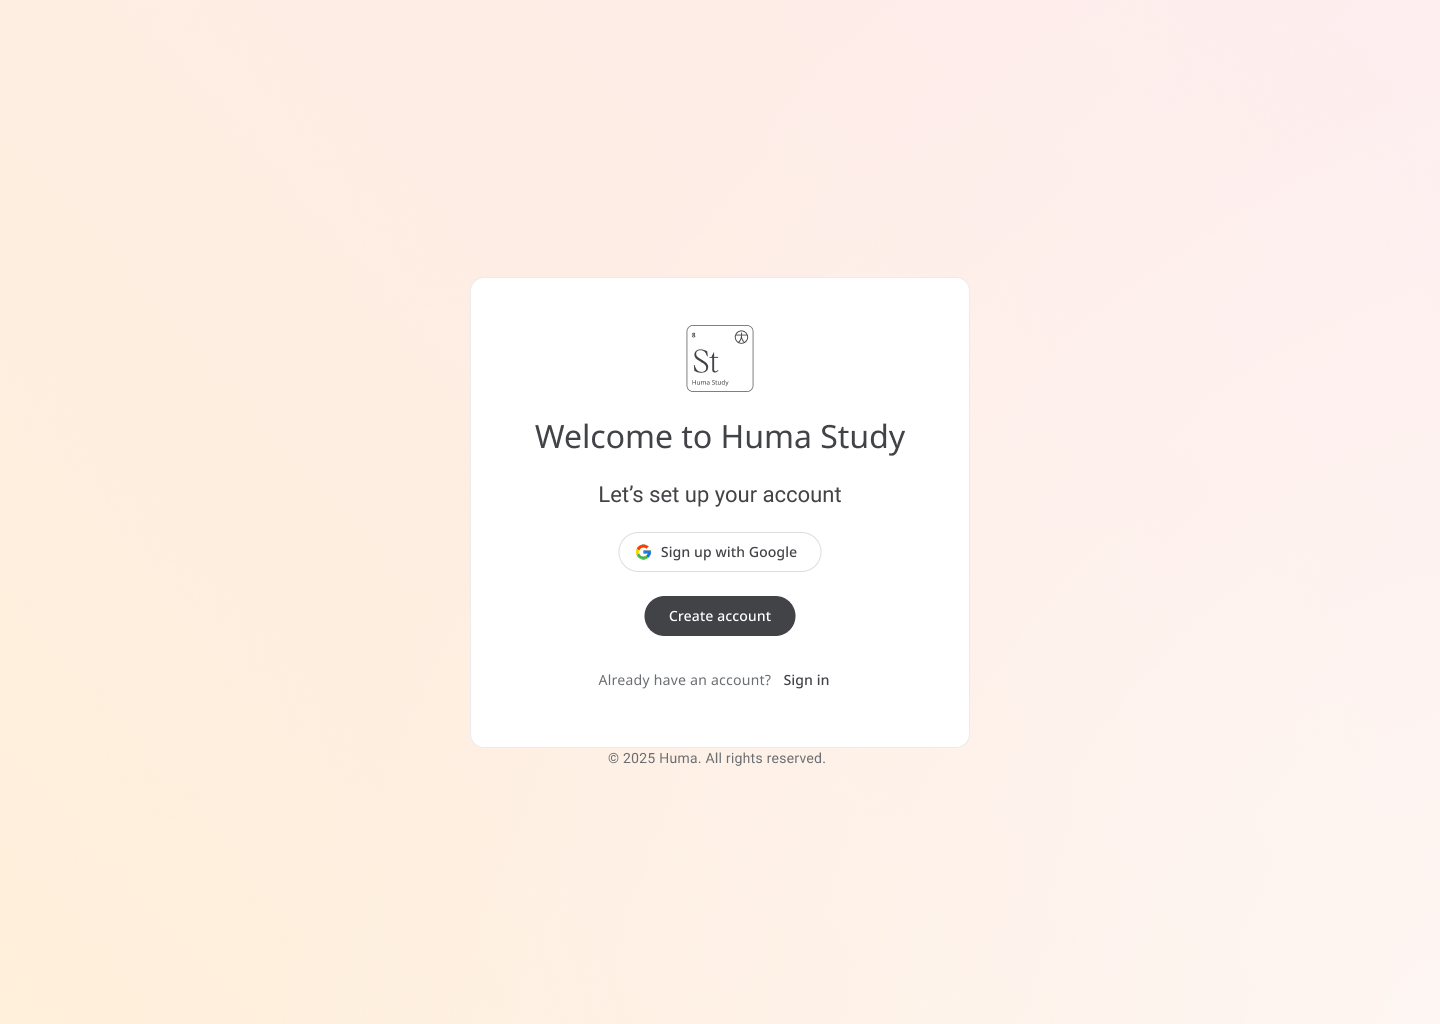 8
St
Huma Study
Welcome to Huma Study
Let’s set up your account
Sign up with Google
Create account
Already have an account? Sign in
© 2025 Huma. All rights reserved.